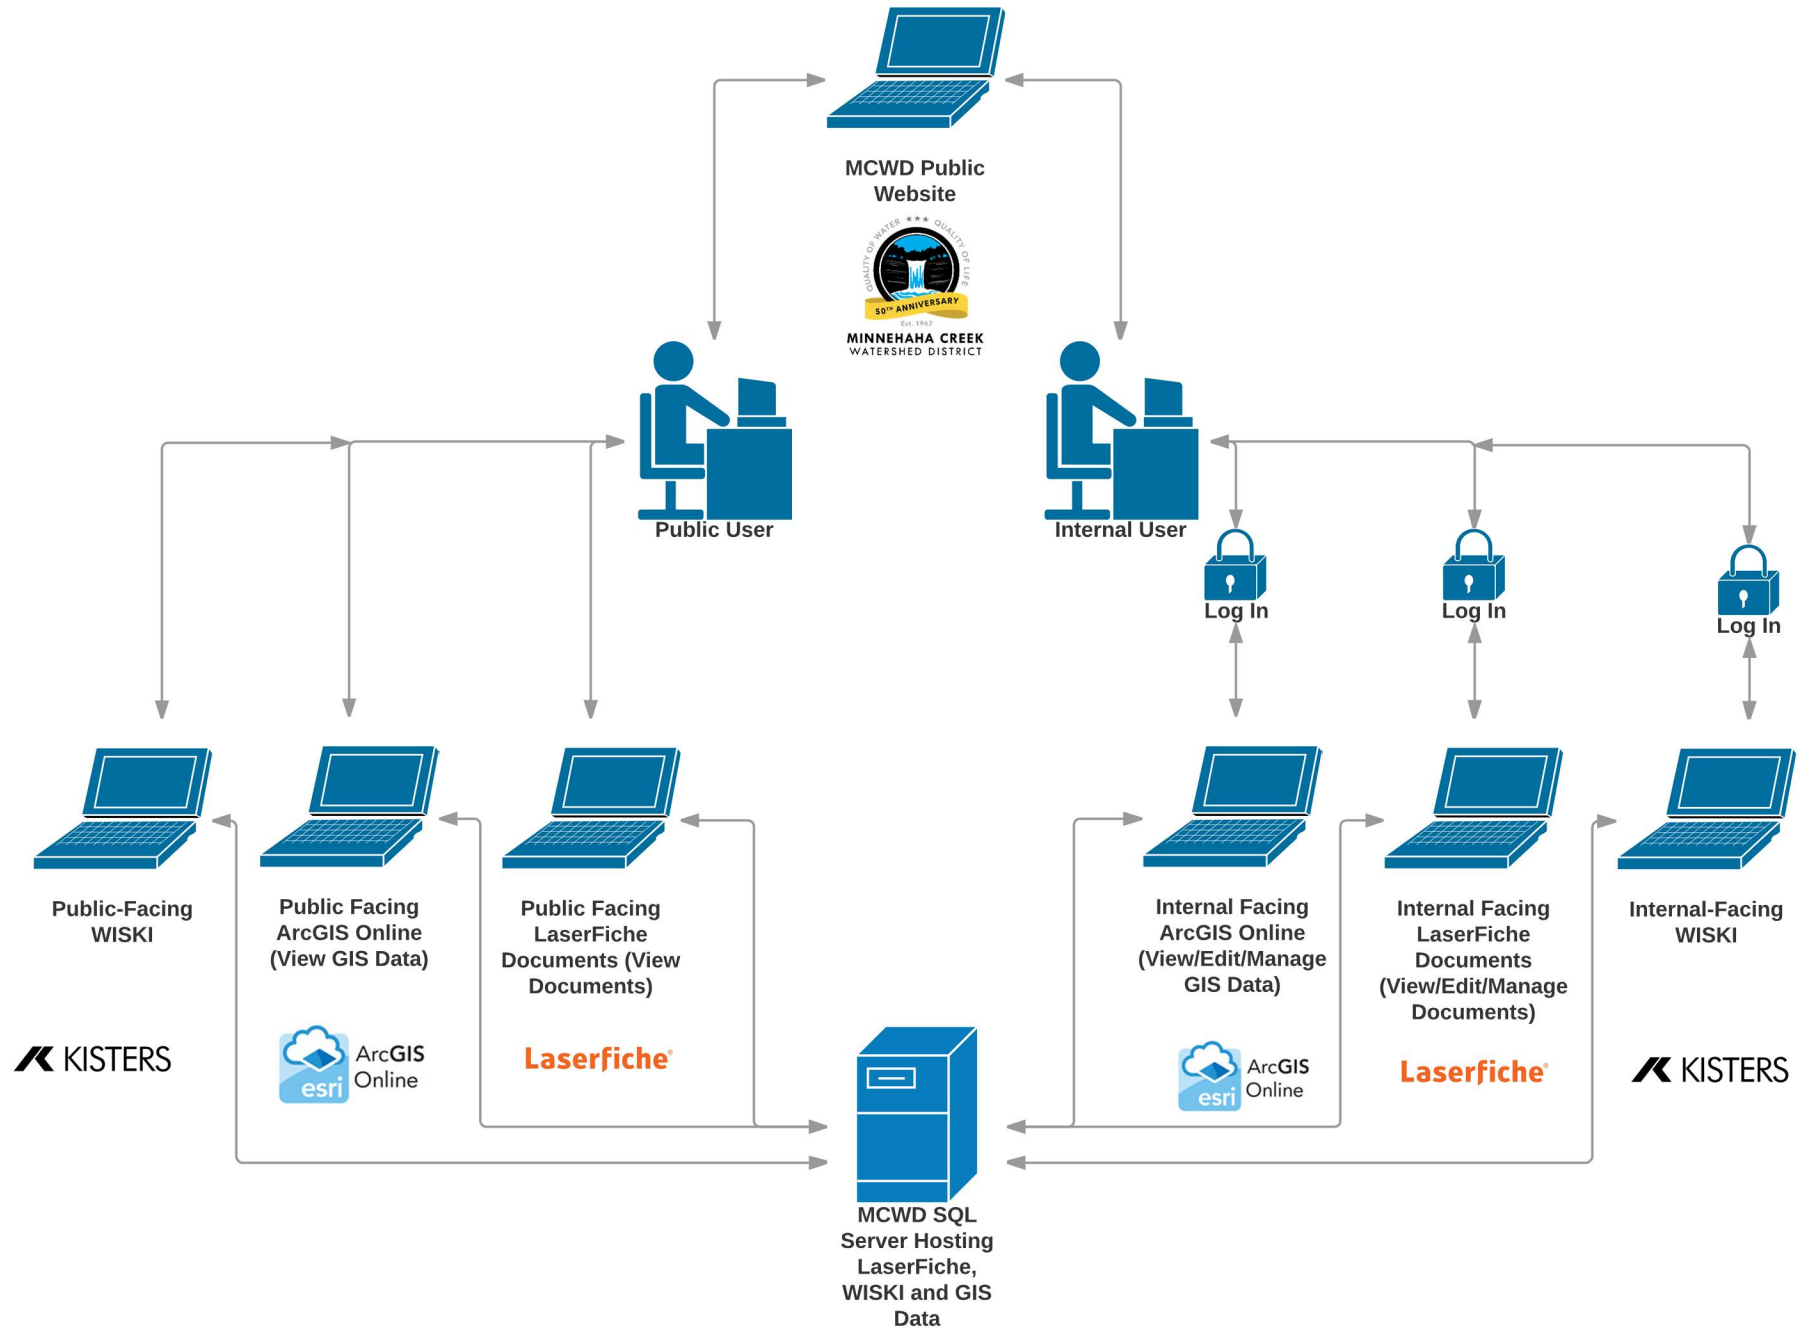 MCWD Public
Website
QUALITY OF WATER ★★★ QUALITY OF LIFE
50TH ANNIVERSARY
Est. 1967
MINNEHAHA CREEK
WATERSHED DISTRICT
Public User
Internal User
Log In
Log In
Log In
Public-Facing
WISKI
Public Facing
ArcGIS Online
(View GIS Data)
Public Facing
LaserFiche
Documents (View
Documents)
Internal Facing
ArcGIS Online
(View/Edit/Manage
GIS Data)
Internal Facing
LaserFiche
Documents
(View/Edit/Manage
Documents)
Internal-Facing
WISKI
KISTERS
esri
ArcGIS
Online
Laserfiche®
esri
ArcGIS
Online
Laserfiche®
KISTERS
MCWD SQL
Server Hosting
LaserFiche,
WISKI and GIS
Data